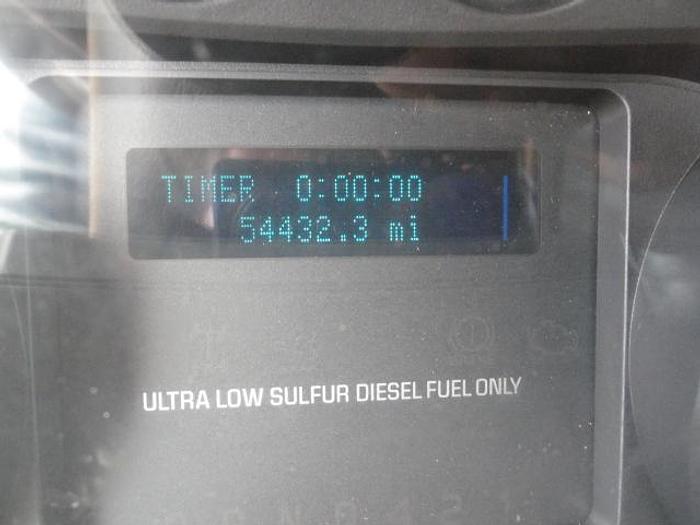 TIMER 0:00:00
54432.3 mi
ULTRA LOW SULFUR DIESEL FUEL ONLY